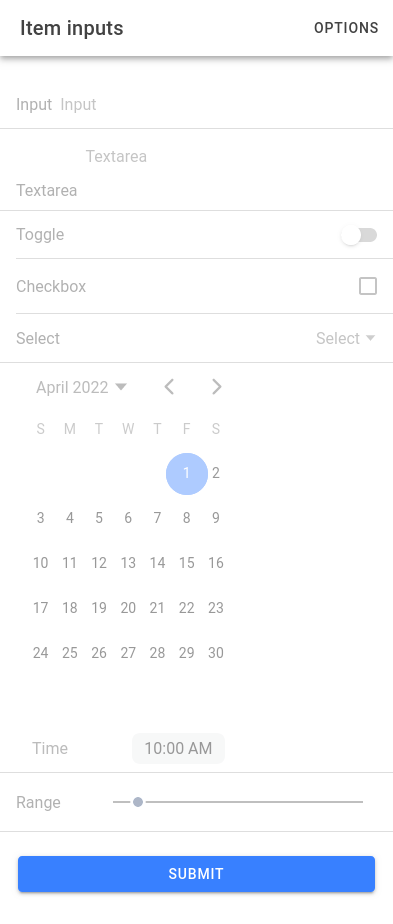 Item inputs OPTIONS
Input Input
Textarea
Textarea
Toggle
Checkbox
Select Select
April 2022
S M T W T F S
1 2
3 4 5 6 7 8 9
10 11 12 13 14 15 16
17 18 19 20 21 22 23
24 25 26 27 28 29 30
Time 10:00 AM
Range
SUBMIT